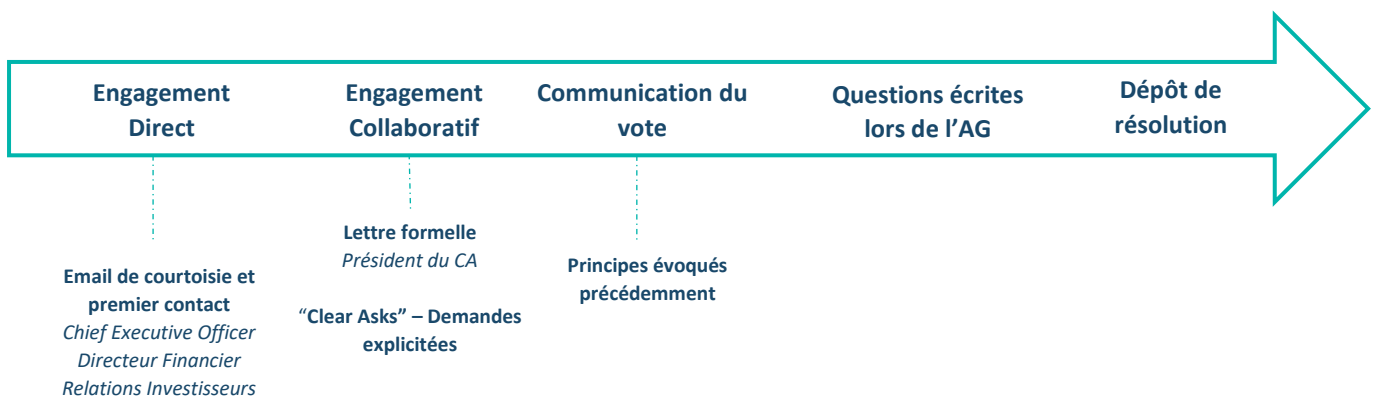 Engagement
Direct
Engagement
Collaboratif
Communication du
vote
Questions écrites
lors de l’AG
Dépôt de
résolution
Email de courtoisie et
premier contact
Chief Executive Officer
Directeur Financier
Relations Investisseurs
Lettre formelle
Président du CA
“Clear Asks” – Demandes
explicitées
Principes évoqués
précédemment